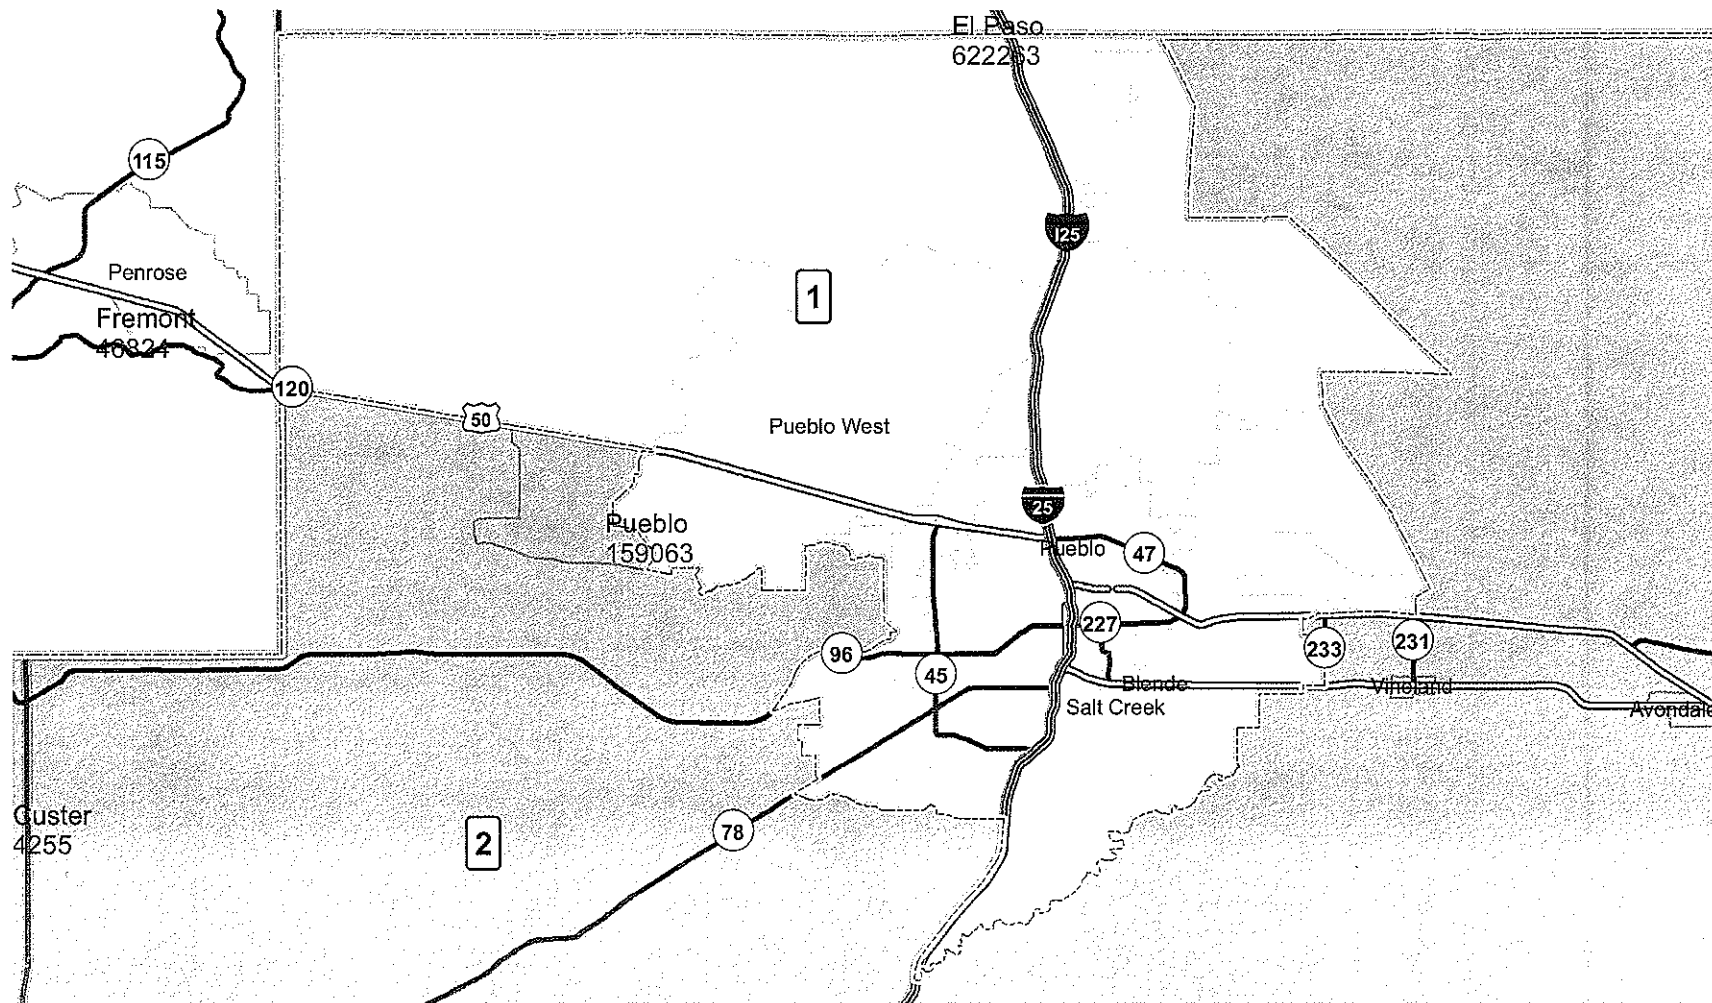 El Paso
622263
115
I25
Penrose
1
Fremont
46824
120
50
Pueblo West
25
Pueblo
159063
Pueblo
47
227
96
45
233
231
Blende
Vineland
Salt Creek
Avondale
Custer
4255
78
2